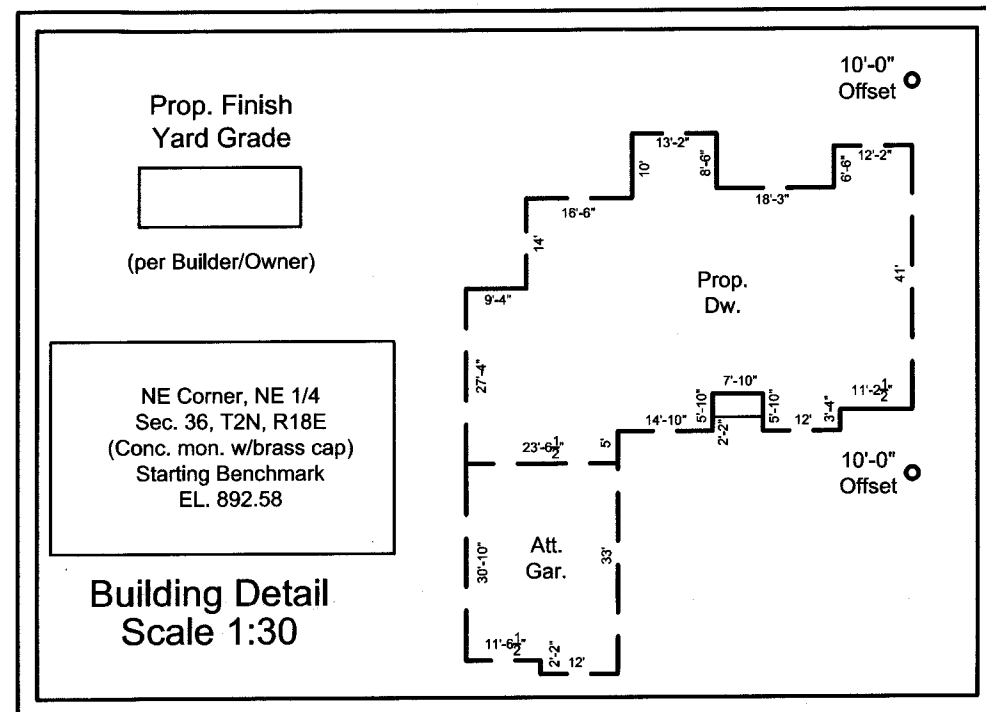 Prop. Finish
Yard Grade
(per Builder/Owner)
NE Corner, NE 1/4
Sec. 36, T2N, R18E
(Conc. mon. w/brass cap)
Starting Benchmark
EL. 892.58
Building Detail
Scale 1:30
10'-0"
Offset
13'-2"
10'
8'-6"
12'-2"
6'-6"
18'-3"
16'-6"
14'
9'-4"
41'
Prop.
Dw.
27'-4"
7'-10"
5'-10"
5'-10"
2'-2"
14'-10"
12'
3'-4"
11'-2½"
23'-6½"
5'
10'-0"
Offset
Att.
Gar.
30'-10"
33'
11'-6½"
2'-2"
12'